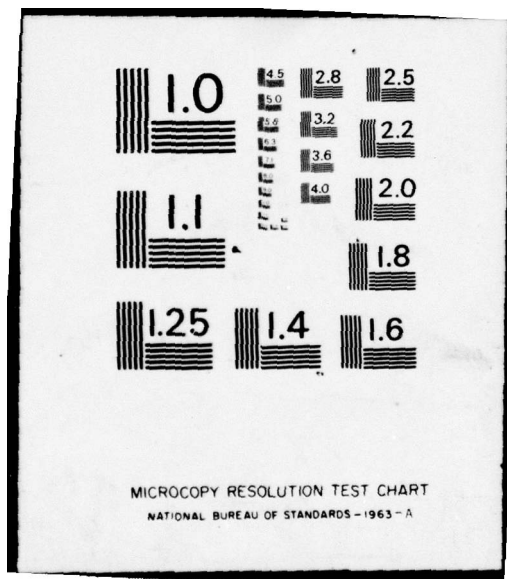 1.0
4.5 2.8 2.5
5.0
5.6 3.2 2.2
6.3
3.6
4.0 2.0
1.1
1.8
1.25 1.4 1.6
MICROCOPY RESOLUTION TEST CHART
NATIONAL BUREAU OF STANDARDS-1963-A